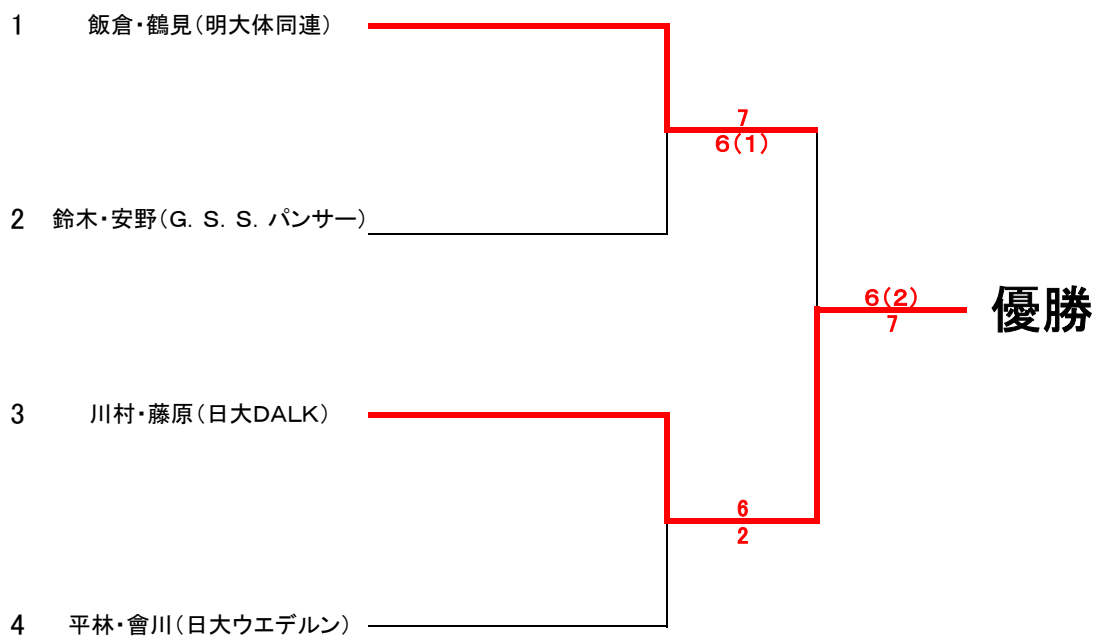 1 飯倉・鶴見(明大体同連)
7
6(1)
2 鈴木・安野(G. S. S. パンサー)
6(2)
7
優勝
3 川村・藤原(日大DALK)
6
2
4 平林・會川(日大ウエデルン)